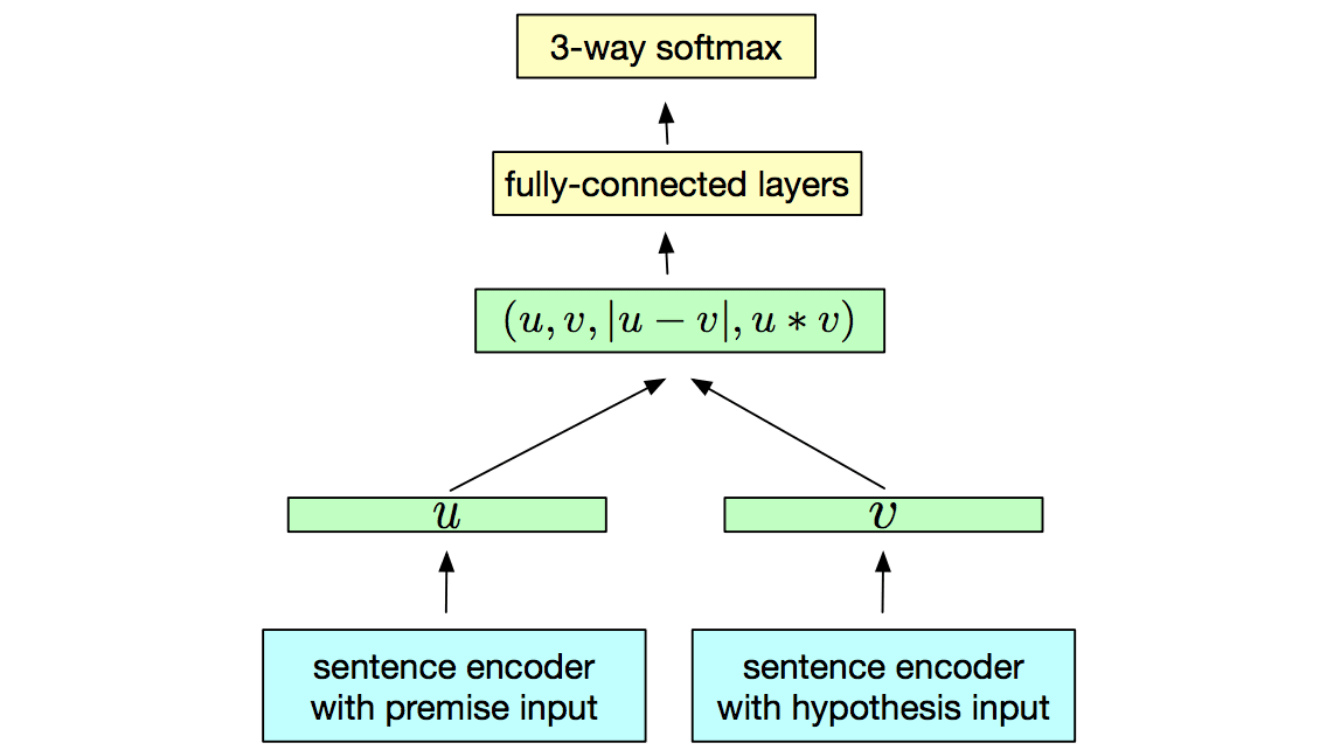 3-way softmax
fully-connected layers
(u, v, |u − v|, u ∗ v)
u
v
sentence encoder
with premise input
sentence encoder
with hypothesis input